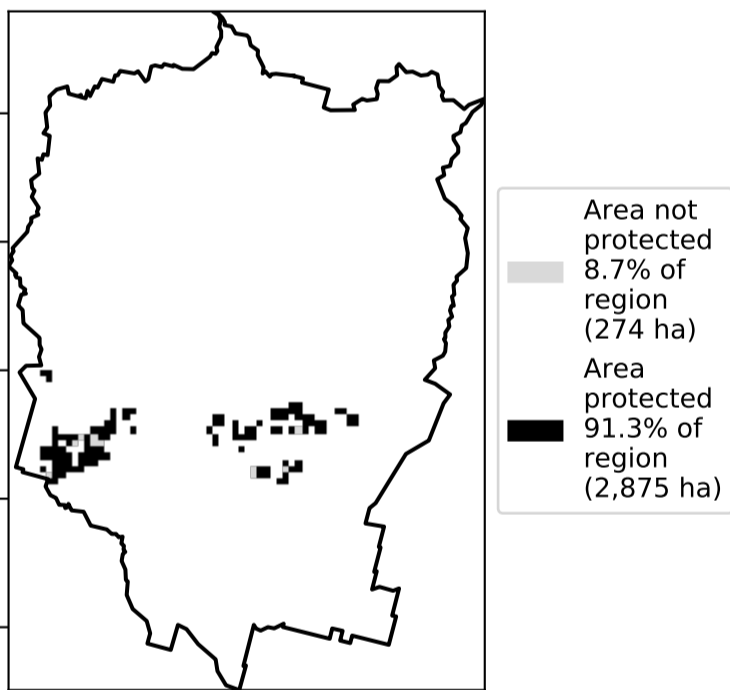 Area not
protected
8.7% of
region
(274 ha)
Area
protected
91.3% of
region
(2,875 ha)